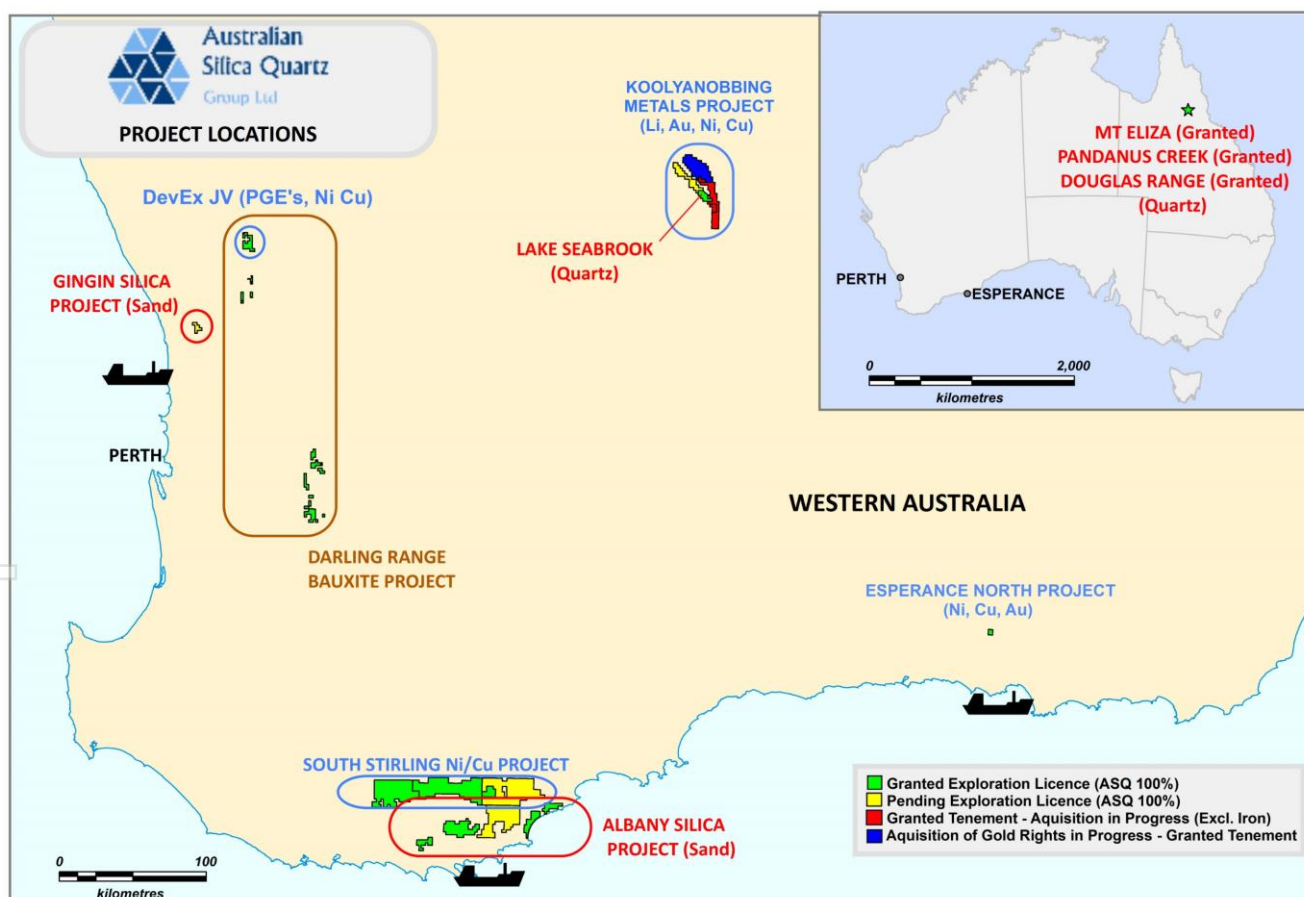 Australian
Silica Quartz
Group Ltd
PROJECT LOCATIONS
KOOLYANOBBING
METALS PROJECT
(Li, Au, Ni, Cu)
MT ELIZA (Granted)
PANDANUS CREEK (Granted)
DOUGLAS RANGE (Granted)
(Quartz)
DevEx JV (PGE's, Ni Cu)
LAKE SEABROOK
(Quartz)
GINGIN SILICA
PROJECT (Sand)
PERTH
ESPERANCE
0 2,000
kilometres
PERTH
WESTERN AUSTRALIA
DARLING RANGE
BAUXITE PROJECT
ESPERANCE NORTH PROJECT
(Ni, Cu, Au)
SOUTH STIRLING Ni/Cu PROJECT
ALBANY SILICA
PROJECT (Sand)
Granted Exploration Licence (ASQ 100%)
Pending Exploration Licence (ASQ 100%)
Granted Tenement - Aquisition in Progress (Excl. Iron)
Aquisition of Gold Rights in Progress - Granted Tenement
0 100
kilometres